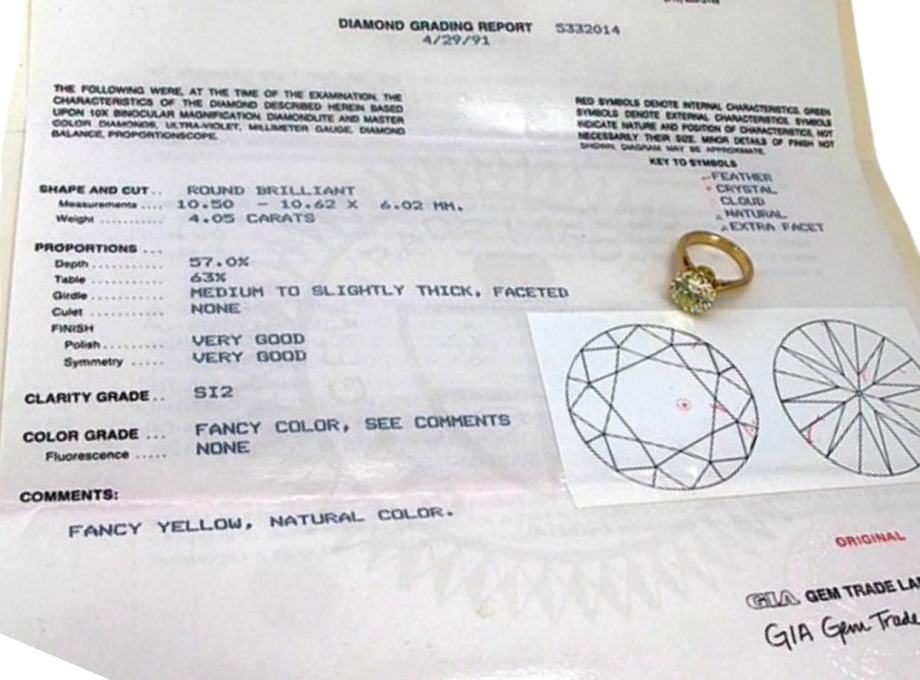 DIAMOND GRADING REPORT 5332014
4/29/91
THE FOLLOWING WERE, AT THE TIME OF THE EXAMINATION, THE
CHARACTERISTICS OF THE DIAMOND DESCRIBED HEREIN BASED
UPON 10X BINOCULAR MAGNIFICATION, DIAMONDLITE AND MASTER
COLOR DIAMONDS, ULTRA-VIOLET, MILLIMETER GAUGE, DIAMOND
BALANCE, PROPORTIONSCOPE.
RED SYMBOLS DENOTE INTERNAL CHARACTERISTICS. GREEN
SYMBOLS DENOTE EXTERNAL CHARACTERISTICS. SYMBOLS
INDICATE NATURE AND POSITION OF CHARACTERISTICS, NOT
NECESSARILY THEIR SIZE. MINOR DETAILS OF FINISH NOT
SHOWN. DIAGRAM MAY BE APPROXIMATE.
KEY TO SYMBOLS
FEATHER
CRYSTAL
CLOUD
NATURAL
EXTRA FACET
SHAPE AND CUT .. ROUND BRILLIANT
Measurements .... 10.50 - 10.62 X 6.02 MM.
Weight ............ 4.05 CARATS
PROPORTIONS ...
Depth ............. 57.0%
Table ............. 63%
Girdle ............. MEDIUM TO SLIGHTLY THICK, FACETED
Culet ............. NONE
FINISH
Polish ........... VERY GOOD
Symmetry ...... VERY GOOD
CLARITY GRADE .. SI2
COLOR GRADE ... FANCY COLOR, SEE COMMENTS
Fluorescence ..... NONE
COMMENTS:
FANCY YELLOW, NATURAL COLOR.
ORIGINAL
GIA GEM TRADE LA
GIA Gem Trade